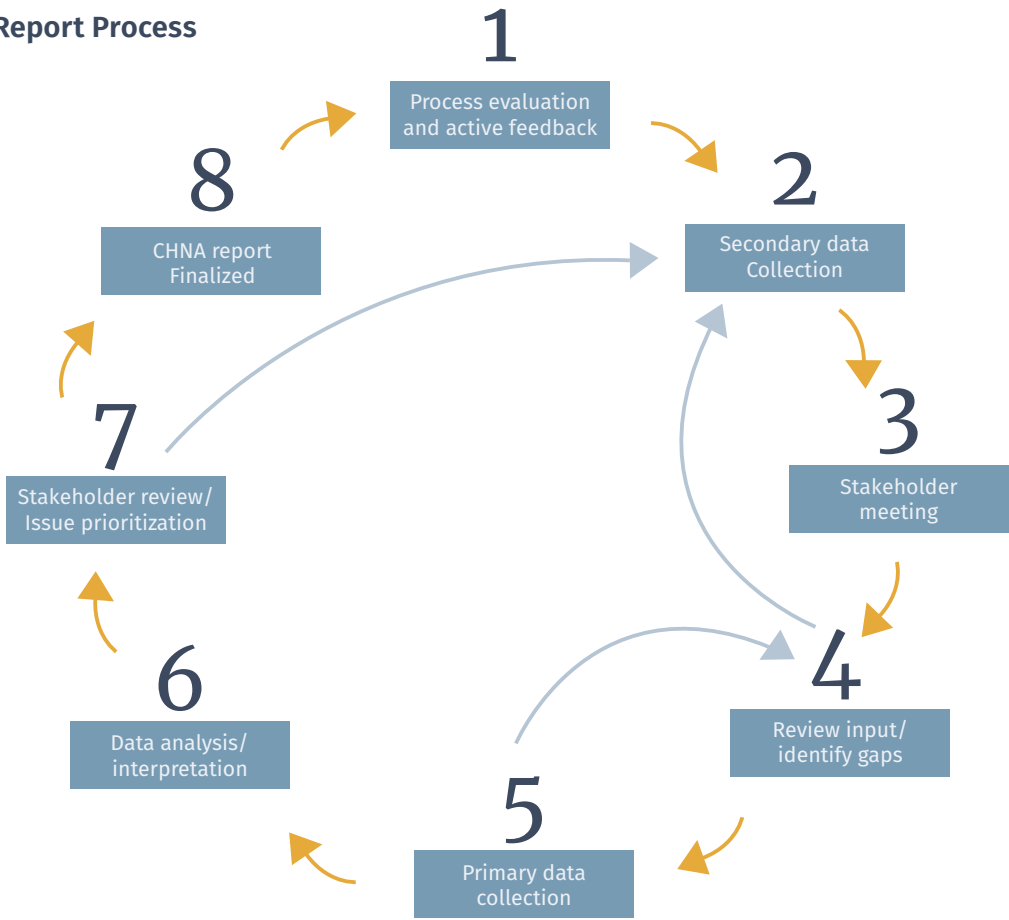 Report Process
1
Process evaluation
and active feedback
2
Secondary data
Collection
3
Stakeholder
meeting
4
Review input/
identify gaps
5
Primary data
collection
6
Data analysis/
interpretation
7
Stakeholder review/
Issue prioritization
8
CHNA report
Finalized